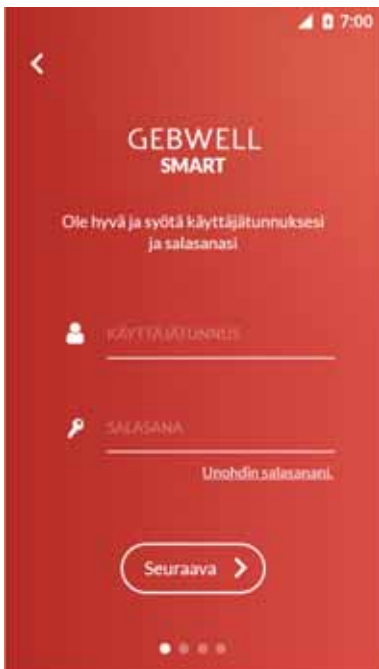 7:00
GEBWELL
SMART
Ole hyvä ja syötä käyttäjätunnuksesi
ja salasanasi
KÄYTTÄJÄTUNNUS
SALASANA
Unohdin salasanani.
Seuraava